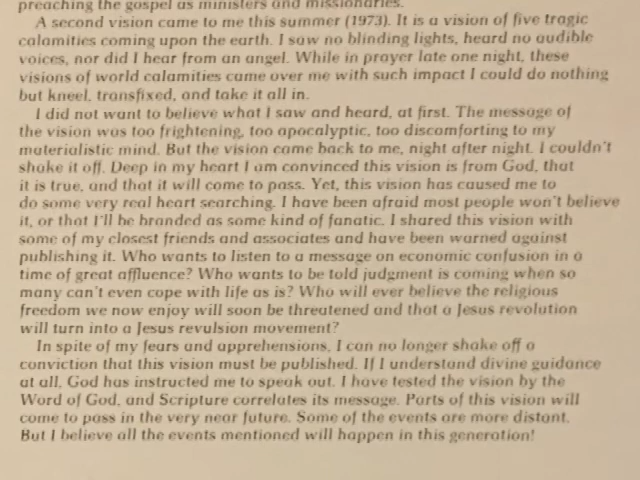 preaching the gospel as ministers and missionaries.
A second vision came to me this summer (1973). It is a vision of five tragic
calamities coming upon the earth. I saw no blinding lights, heard no audible
voices, nor did I hear from an angel. While in prayer late one night, these
visions of world calamities came over me with such impact I could do nothing
but kneel, transfixed, and take it all in.
I did not want to believe what I saw and heard, at first. The message of
the vision was too frightening, too apocalyptic, too discomforting to my
materialistic mind. But the vision came back to me, night after night. I couldn't
shake it off. Deep in my heart I am convinced this vision is from God, that
it is true, and that it will come to pass. Yet, this vision has caused me to
do some very real heart searching. I have been afraid most people won't believe
it, or that I'll be branded as some kind of fanatic. I shared this vision with
some of my closest friends and associates and have been warned against
publishing it. Who wants to listen to a message on economic confusion in a
time of great affluence? Who wants to be told judgment is coming when so
many can't even cope with life as is? Who will ever believe the religious
freedom we now enjoy will soon be threatened and that a Jesus revolution
will turn into a Jesus revulsion movement?
In spite of my fears and apprehensions, I can no longer shake off a
conviction that this vision must be published. If I understand divine guidance
at all, God has instructed me to speak out. I have tested the vision by the
Word of God, and Scripture correlates its message. Parts of this vision will
come to pass in the very near future. Some of the events are more distant.
But I believe all the events mentioned will happen in this generation!